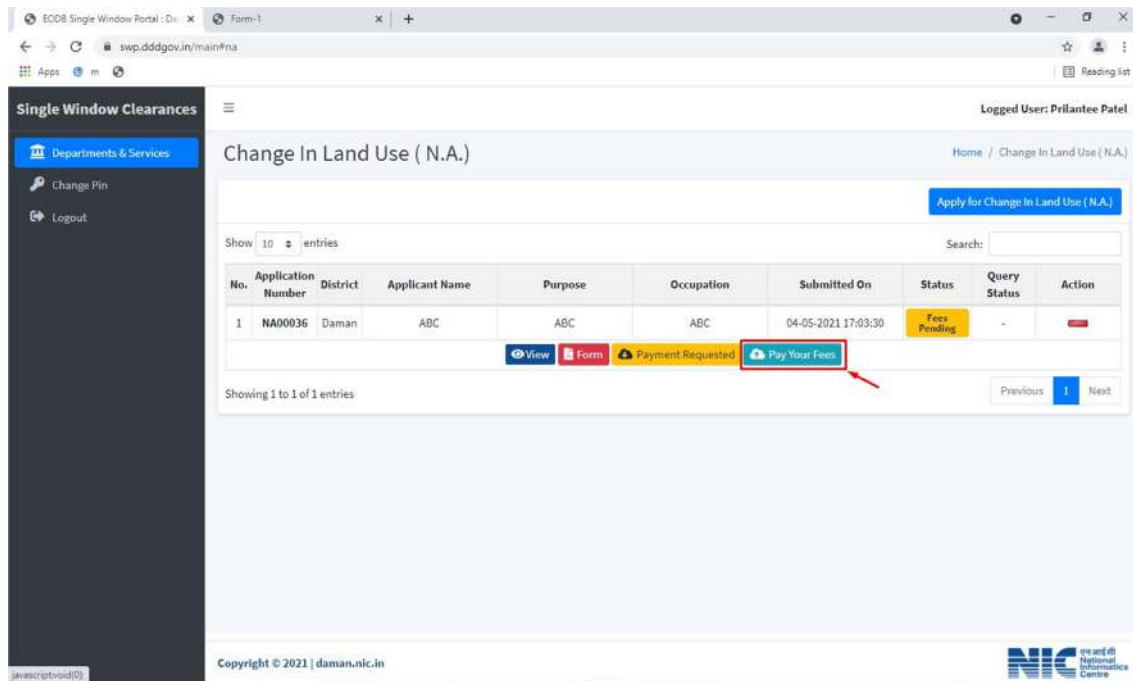 EODB Single Window Portal : Da
Form-1
swp.dddgov.in/main#na
Apps m
Reading list
Single Window Clearances
Logged User: Prilantee Patel
Departments & Services
Change Pin
Logout
Change In Land Use ( N.A.)
Home / Change In Land Use ( N.A.)
Apply for Change In Land Use ( N.A.)
Show 10 entries
Search:
No. Application Number District Applicant Name Purpose Occupation Submitted On Status Query Status Action
1 NA00036 Daman ABC ABC ABC 04-05-2021 17:03:30 Fees Pending -
View Form Payment Requested Pay Your Fees
Showing 1 to 1 of 1 entries
Previous 1 Next
Copyright © 2021 | daman.nic.in
NIC
एन आई सी
National
Informatics
Centre
javascript:void(0);